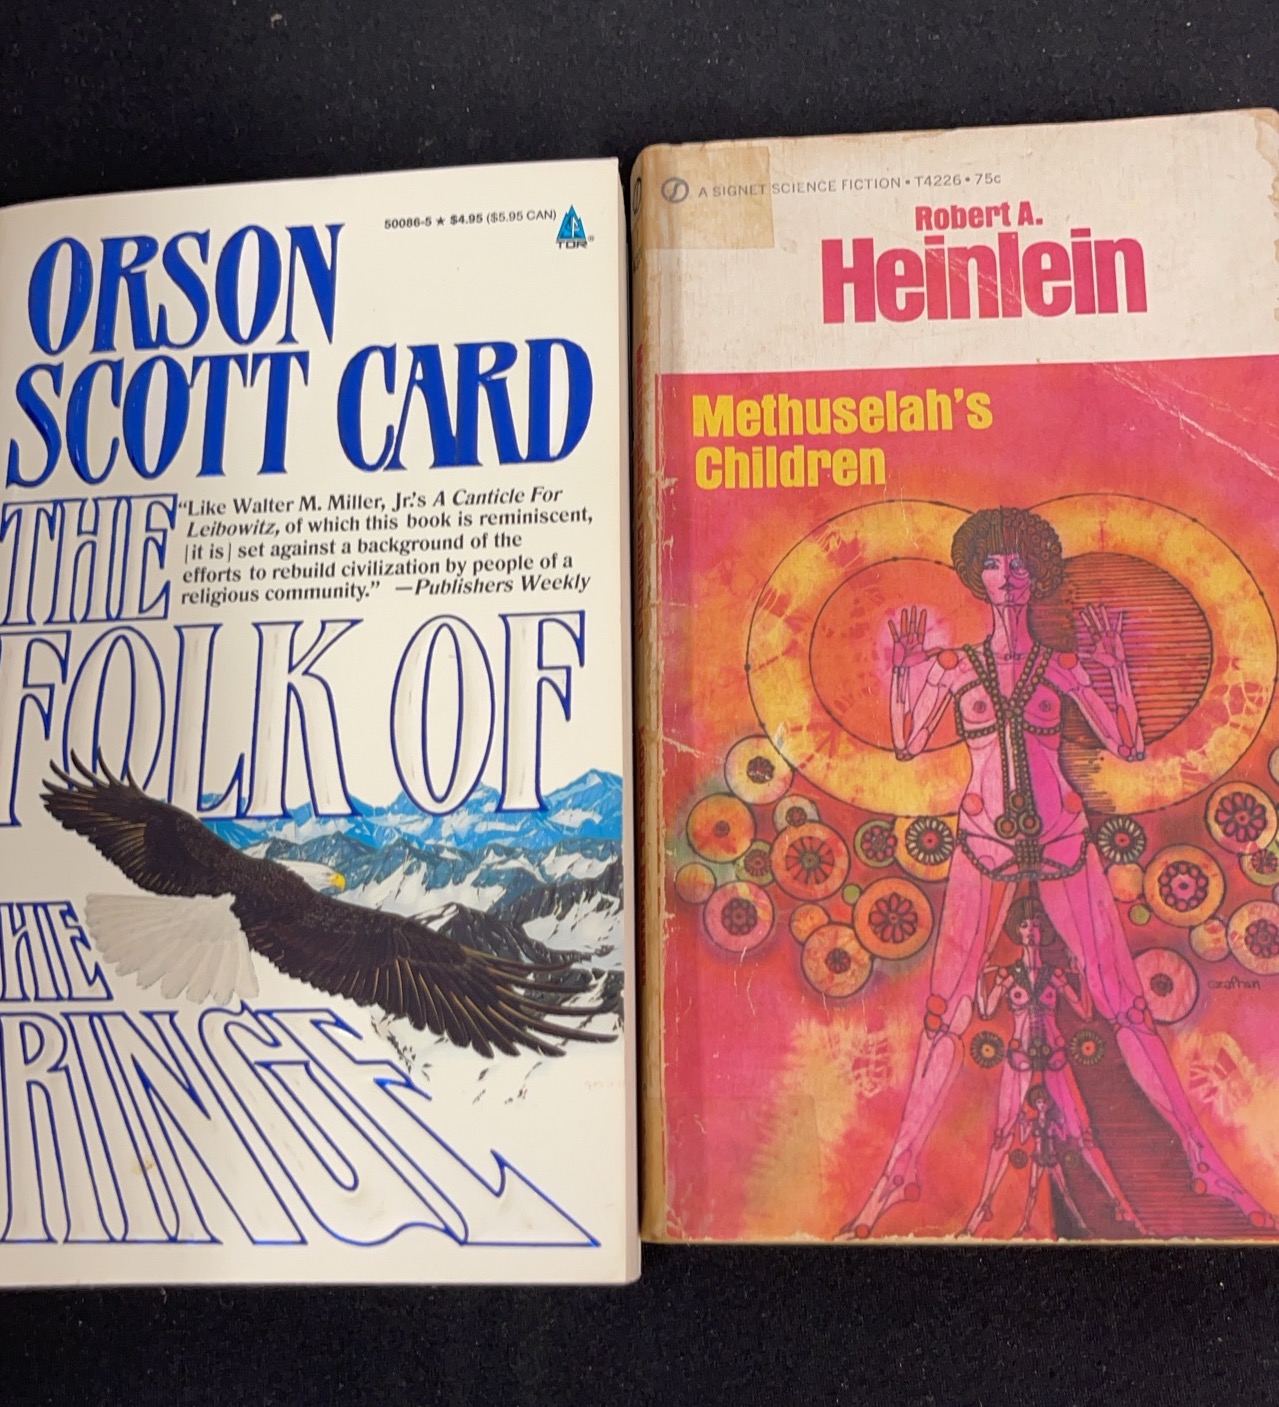 50086-5 ★ $4.95 ($5.95 CAN)
TOR®
ORSON
SCOTT CARD
THE
"Like Walter M. Miller, Jr.'s A Canticle For
Leibowitz, of which this book is reminiscent,
[it is] set against a background of the
efforts to rebuild civilization by people of a
religious community." —Publishers Weekly
FOLK OF
HE
RINGE
A SIGNET SCIENCE FICTION • T4226 • 75c
Robert A.
Heinlein
Methuselah's
Children